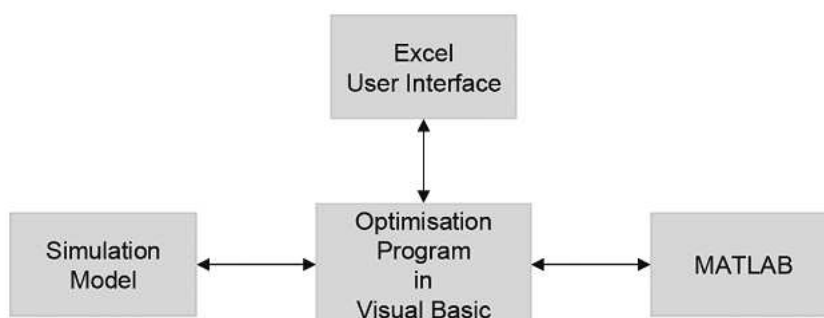 Excel
User Interface
Simulation
Model
Optimisation
Program
in
Visual Basic
MATLAB